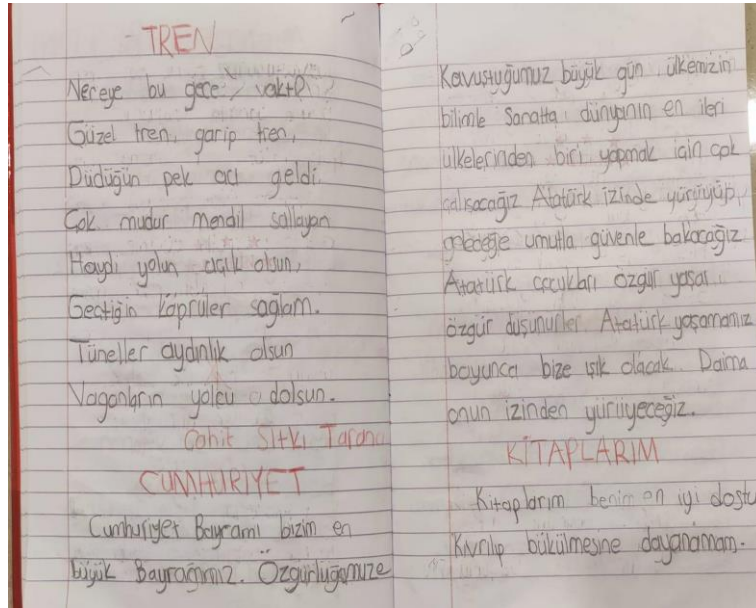 TREN
Nereye bu gece vakti?
Güzel tren, garip tren,
Düdüğün pek acı geldi.
Çok mudur mendil sallayan
Haydi yolun açık olsun,
Geçtiğin köprüler sağlam.
Tüneller aydınlık olsun
Vagonların yolcu dolsun.
Cahit Sıtkı Tarancı
CUMHURİYET
Cumhuriyet Bayramı bizim en
büyük Bayrağımız. Özgürlüğümüze
Kavuştuğumuz büyük gün ülkemizin
bilimle Sanatta dünyanın en ileri
ülkelerinden biri yapmak için çok
çalışacağız Atatürk izinde yürüyüp,
geleceğe umutla güvenle bakacağız
Atatürk çocukları özgür yaşar
özgür düşünürler Atatürk yaşamamız
boyunca bize ışık olacak. Daima
onun izinden yürüyeceğiz.
KİTAPLARIM
Kitaplarım benim en iyi dostu
Kıvrılıp bükülmesine dayanamam.